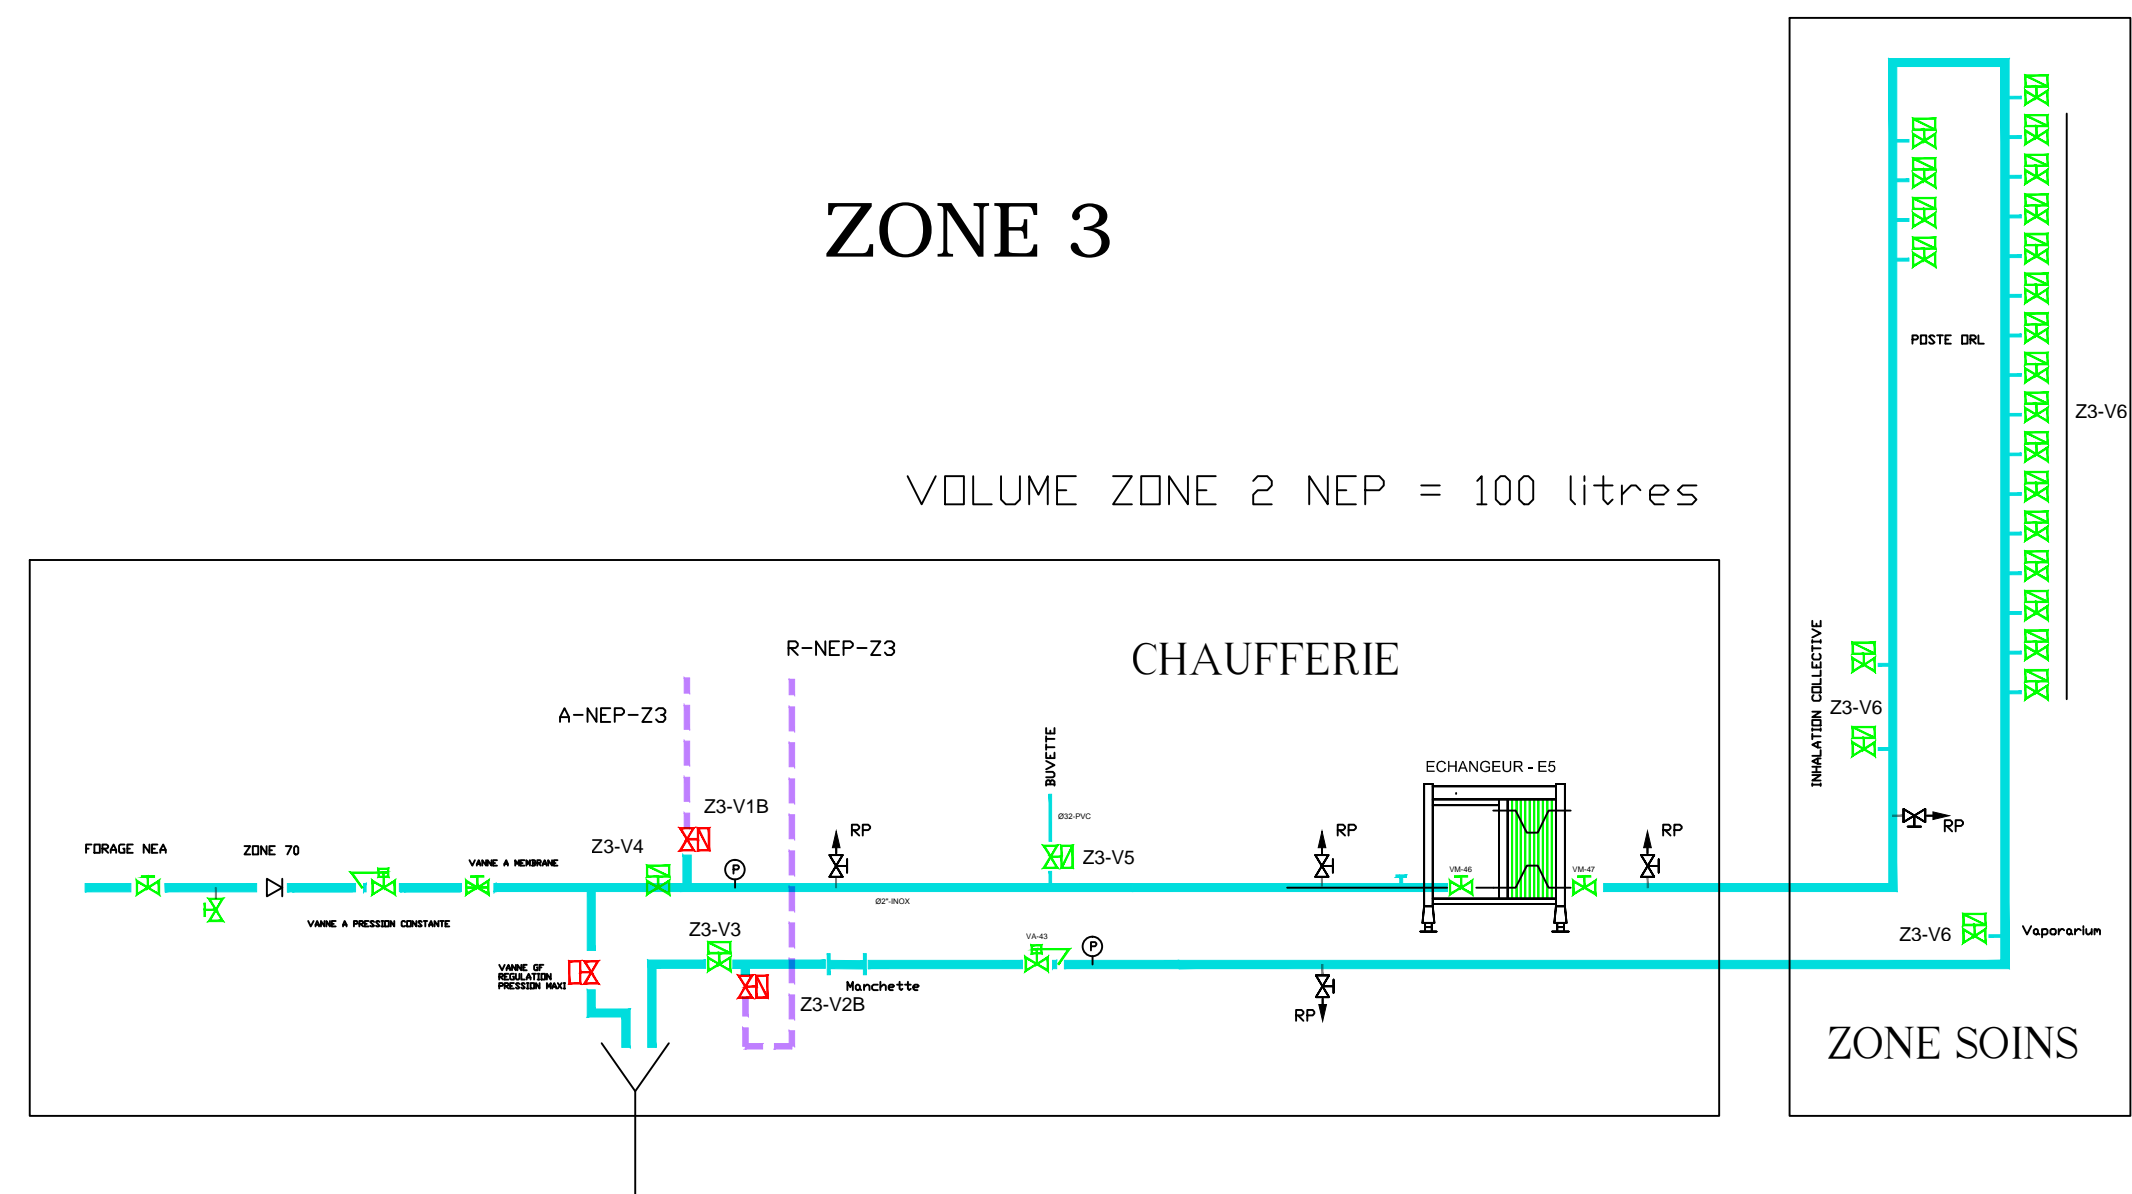 ZONE 3
VOLUME ZONE 2 NEP = 100 litres
POSTE ORL
Z3-V6
INHALATION COLLECTIVE
Z3-V6
RP
Z3-V6
Vaporarium
ZONE SOINS
CHAUFFERIE
R-NEP-Z3
A-NEP-Z3
BUVETTE
Ø32-PVC
ECHANGEUR - E5
Z3-V1B
Z3-V4
Z3-V5
RP
RP
RP
FORAGE NEA
ZONE 70
VANNE A MEMBRANE
P
VM-46
VM-47
Ø2"-INOX
VANNE A PRESSION CONSTANTE
Z3-V3
VA-43
P
VANNE GF
REGULATION
PRESSION MAXI
Manchette
Z3-V2B
RP